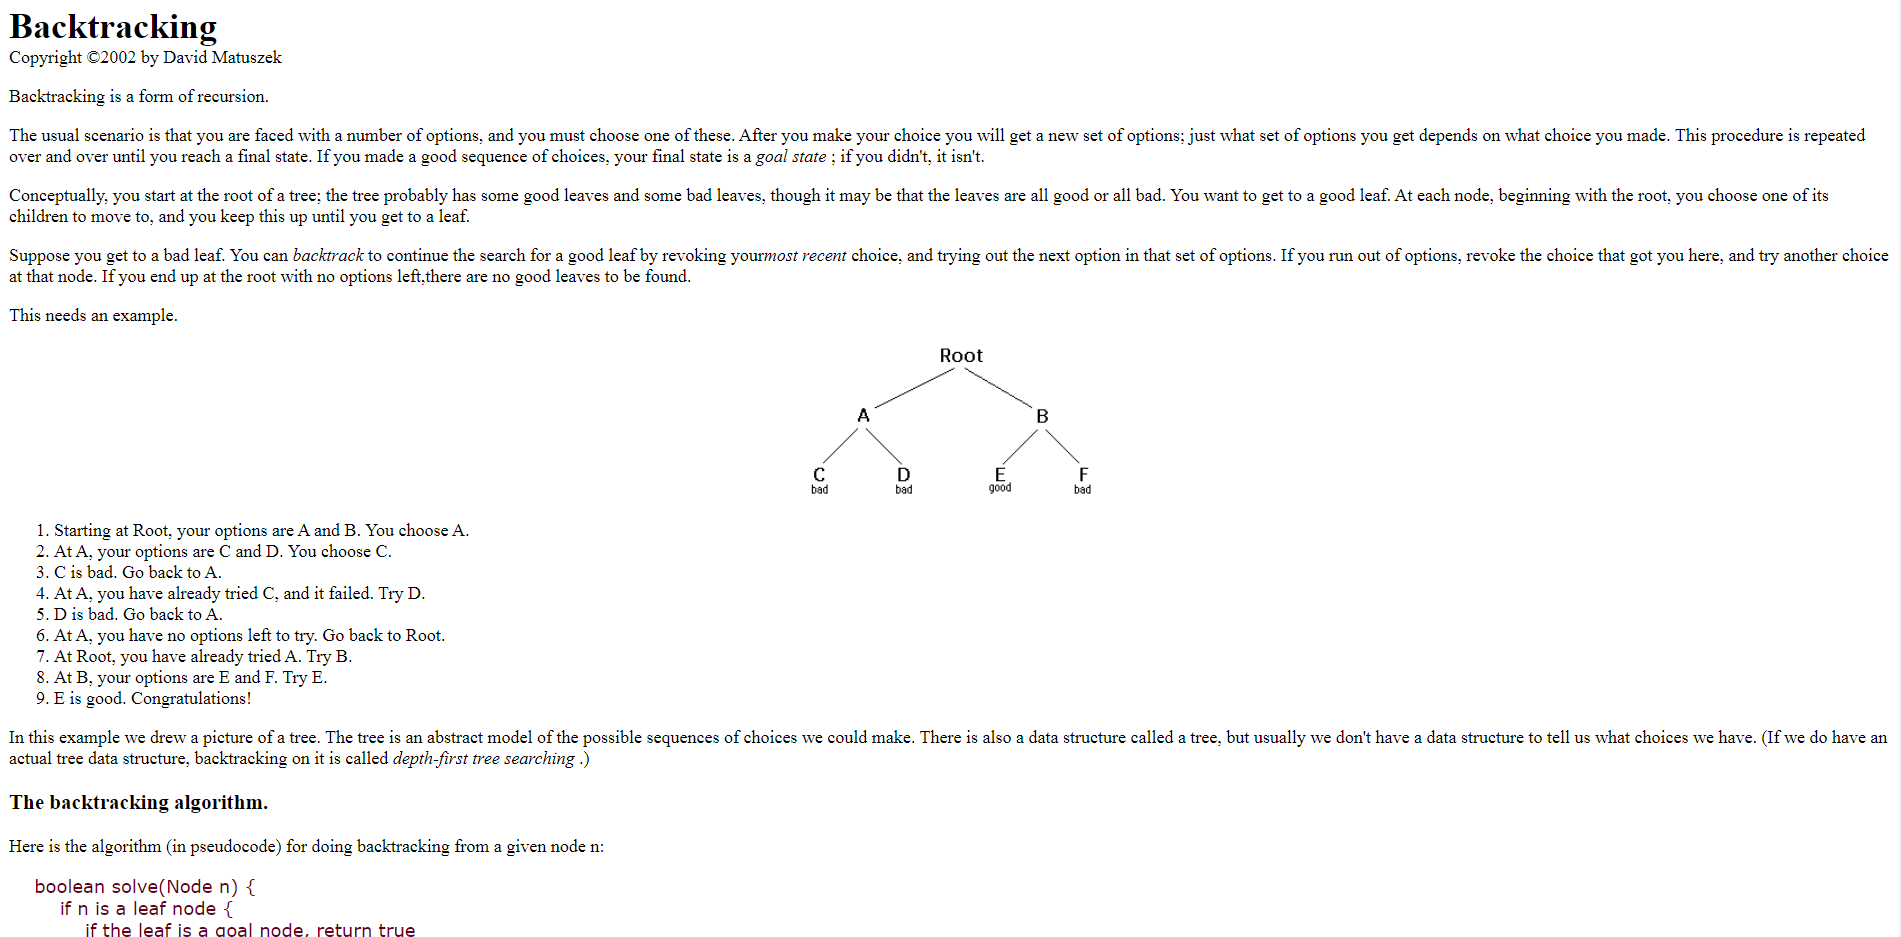 Backtracking
Copyright ©2002 by David Matuszek
Backtracking is a form of recursion.
The usual scenario is that you are faced with a number of options, and you must choose one of these. After you make your choice you will get a new set of options; just what set of options you get depends on what choice you made. This procedure is repeated
over and over until you reach a final state. If you made a good sequence of choices, your final state is a goal state ; if you didn't, it isn't.
Conceptually, you start at the root of a tree; the tree probably has some good leaves and some bad leaves, though it may be that the leaves are all good or all bad. You want to get to a good leaf. At each node, beginning with the root, you choose one of its
children to move to, and you keep this up until you get to a leaf.
Suppose you get to a bad leaf. You can backtrack to continue the search for a good leaf by revoking yourmost recent choice, and trying out the next option in that set of options. If you run out of options, revoke the choice that got you here, and try another choice
at that node. If you end up at the root with no options left,there are no good leaves to be found.
This needs an example.
Root
A B
C D E F
bad bad good bad
1. Starting at Root, your options are A and B. You choose A.
2. At A, your options are C and D. You choose C.
3. C is bad. Go back to A.
4. At A, you have already tried C, and it failed. Try D.
5. D is bad. Go back to A.
6. At A, you have no options left to try. Go back to Root.
7. At Root, you have already tried A. Try B.
8. At B, your options are E and F. Try E.
9. E is good. Congratulations!
In this example we drew a picture of a tree. The tree is an abstract model of the possible sequences of choices we could make. There is also a data structure called a tree, but usually we don't have a data structure to tell us what choices we have. (If we do have an
actual tree data structure, backtracking on it is called depth-first tree searching .)
The backtracking algorithm.
Here is the algorithm (in pseudocode) for doing backtracking from a given node n:
boolean solve(Node n) {
if n is a leaf node {
if the leaf is a goal node, return true